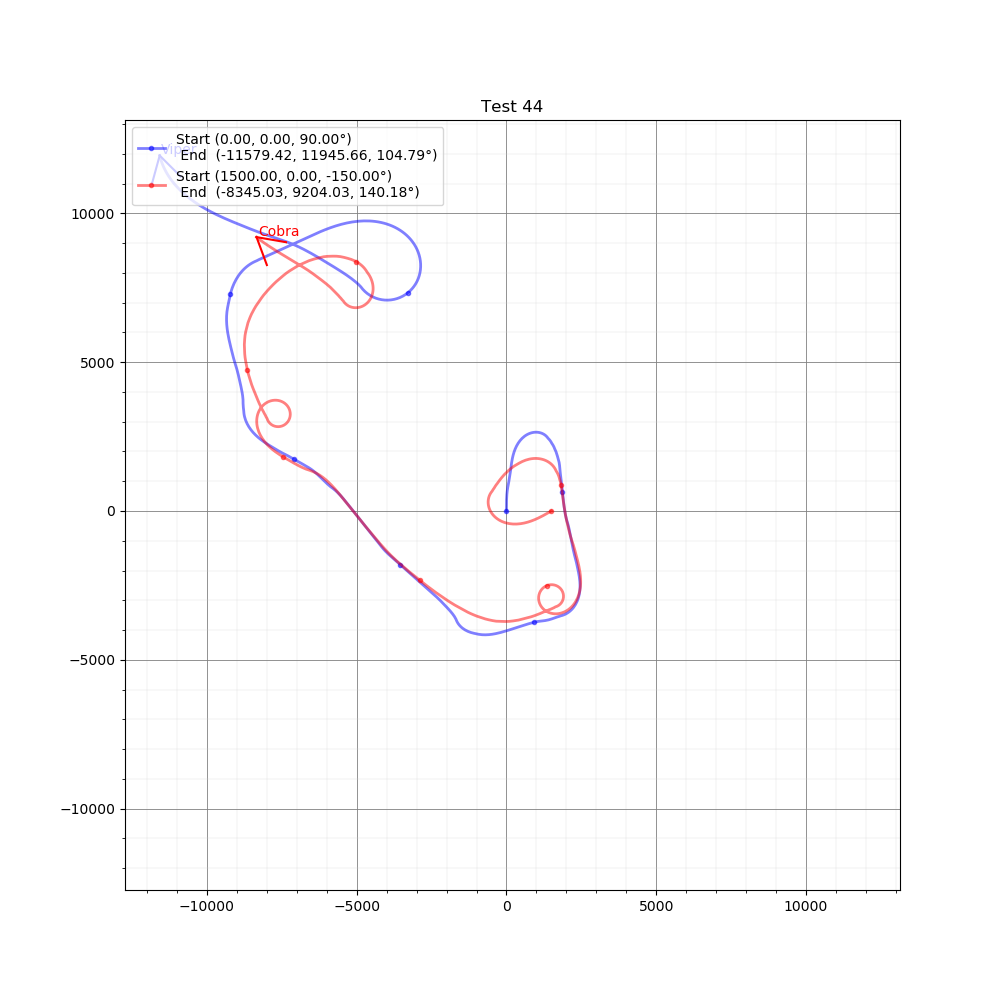 Test 44
Start (0.00, 0.00, 90.00°)
End  (-11579.42, 11945.66, 104.79°)
Start (1500.00, 0.00, -150.00°)
End  (-8345.03, 9204.03, 140.18°)
Viper
Cobra
10000
5000
0
−5000
−10000
−10000
−5000
0
5000
10000